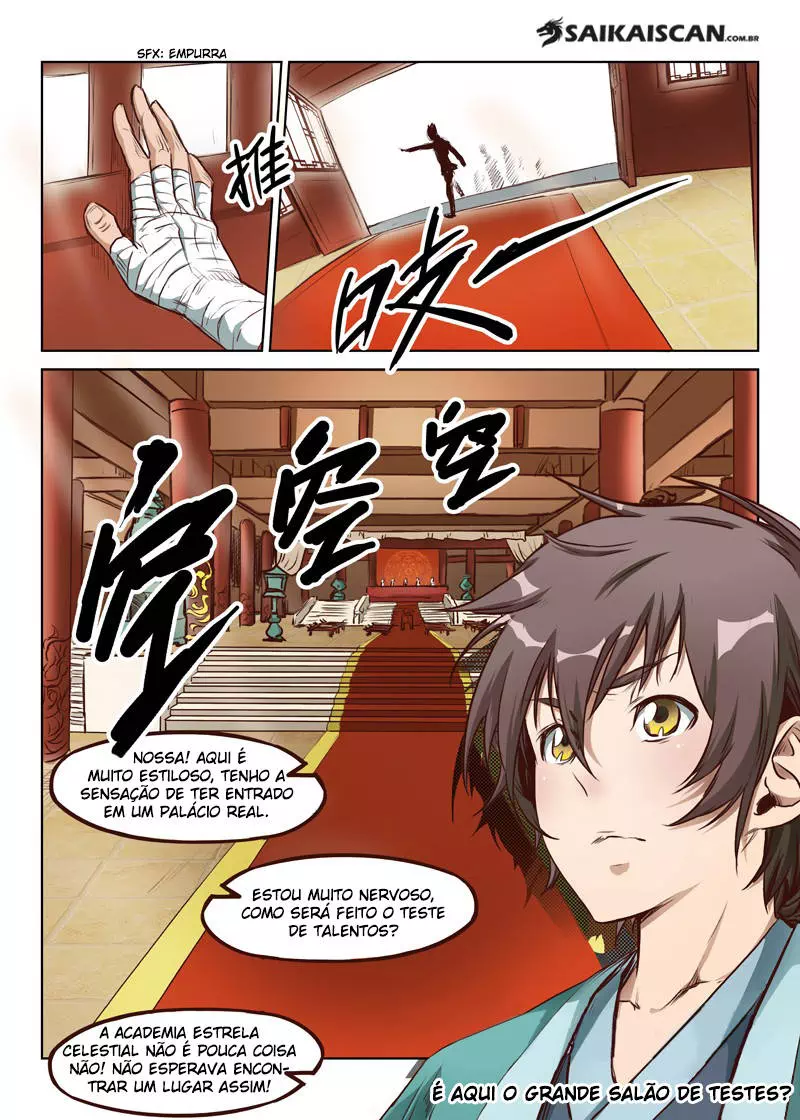 SAIKAISCAN.COM.BR
SFX: EMPURRA
推
吱一
空空空
NOSSA! AQUI É
MUITO ESTILOSO, TENHO A
SENSAÇÃO DE TER ENTRADO
EM UM PALÁCIO REAL.
ESTOU MUITO NERVOSO,
COMO SERÁ FEITO O TESTE
DE TALENTOS?
A ACADEMIA ESTRELA
CELESTIAL NÃO É POUCA COISA
NÃO! NÃO ESPERAVA ENCON-
TRAR UM LUGAR ASSIM!
É AQUI O GRANDE SALÃO DE TESTES?